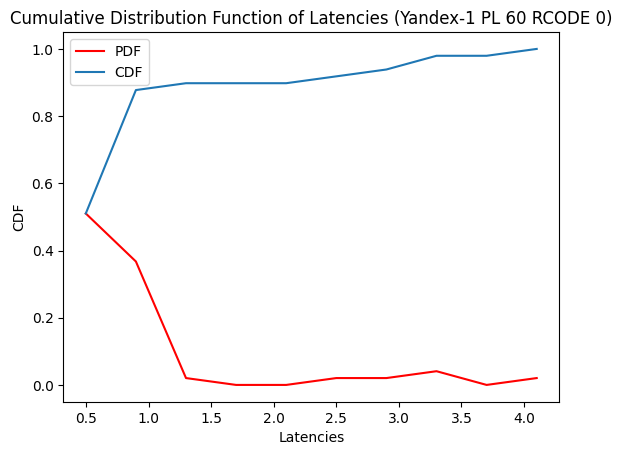 Cumulative Distribution Function of Latencies (Yandex-1 PL 60 RCODE 0)
PDF
CDF
1.0
0.8
0.6
0.4
0.2
0.0
CDF
0.5
1.0
1.5
2.0
2.5
3.0
3.5
4.0
Latencies